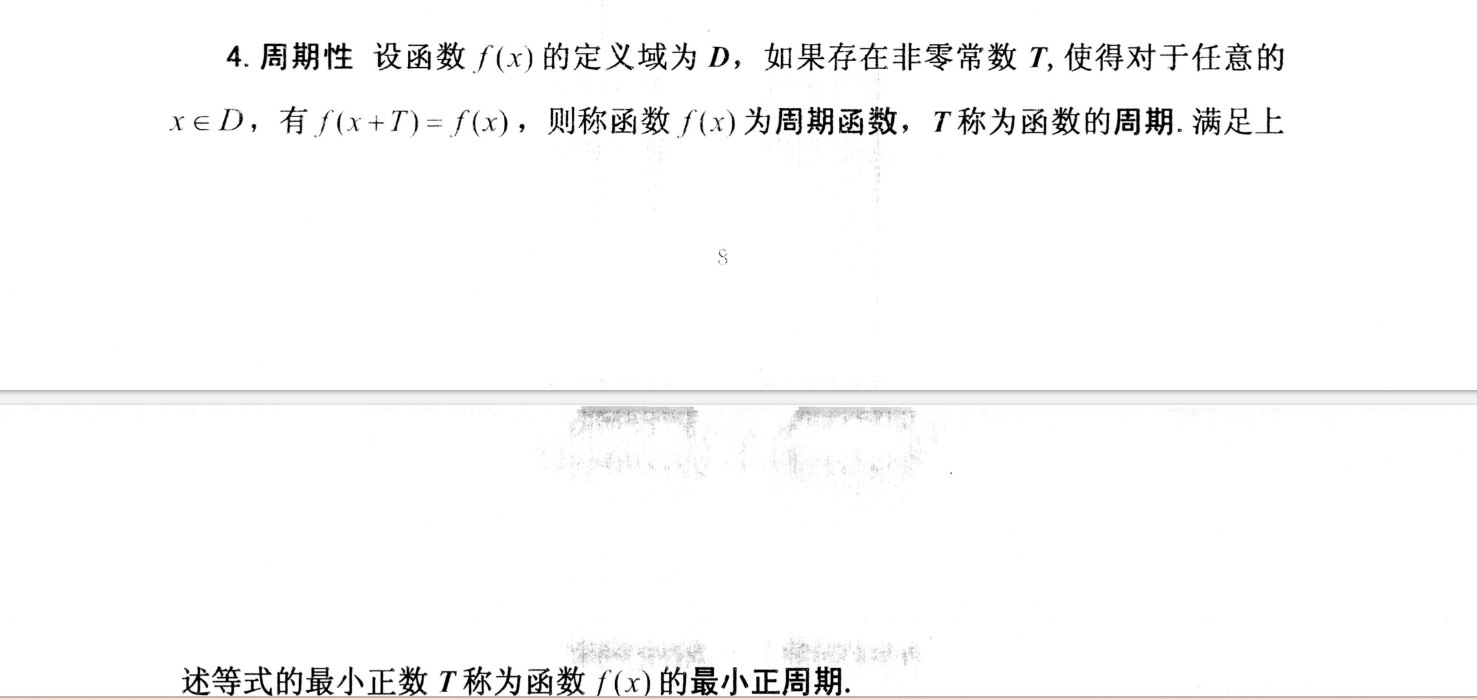 4. 周期性 设函数 f(x) 的定义域为 D，如果存在非零常数 T, 使得对于任意的
x∈D，有 f(x+T)=f(x)，则称函数 f(x) 为周期函数，T 称为函数的周期. 满足上
8
述等式的最小正数 T 称为函数 f(x) 的最小正周期.